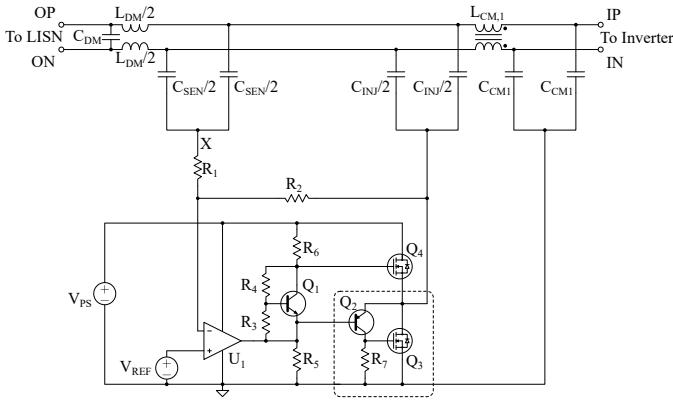 OP L_DM/2 L_CM,1 IP
To LISN C_DM To Inverter
ON L_DM/2 IN
C_SEN/2 C_SEN/2 C_INJ/2 C_INJ/2 C_CM1 C_CM1
X
R_1
R_2
R_6 Q_4
R_4 Q_1
V_PS Q_2
R_3
− +
U_1 R_5 R_7 Q_3
V_REF